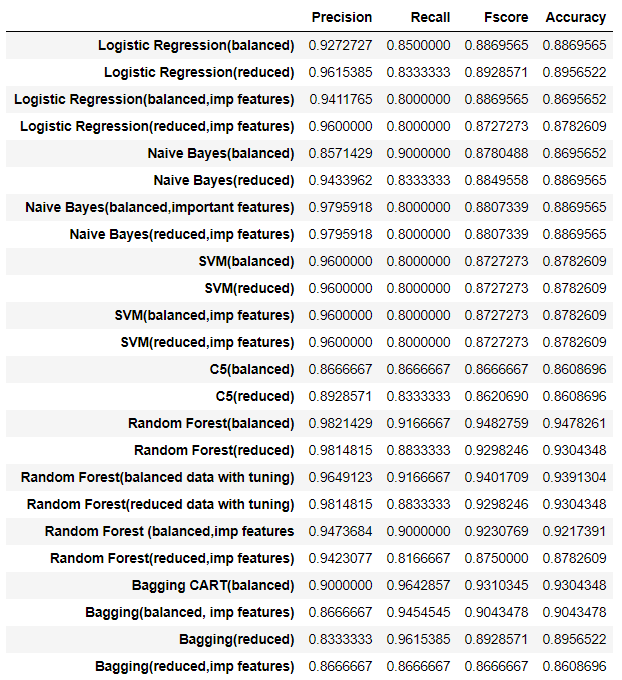 Precision Recall Fscore Accuracy
Logistic Regression(balanced) 0.9272727 0.8500000 0.8869565 0.8869565
Logistic Regression(reduced) 0.9615385 0.8333333 0.8928571 0.8956522
Logistic Regression(balanced,imp features) 0.9411765 0.8000000 0.8869565 0.8695652
Logistic Regression(reduced,imp features) 0.9600000 0.8000000 0.8727273 0.8782609
Naive Bayes(balanced) 0.8571429 0.9000000 0.8780488 0.8695652
Naive Bayes(reduced) 0.9433962 0.8333333 0.8849558 0.8869565
Naive Bayes(balanced,important features) 0.9795918 0.8000000 0.8807339 0.8869565
Naive Bayes(reduced,imp features) 0.9795918 0.8000000 0.8807339 0.8869565
SVM(balanced) 0.9600000 0.8000000 0.8727273 0.8782609
SVM(reduced) 0.9600000 0.8000000 0.8727273 0.8782609
SVM(balanced,imp features) 0.9600000 0.8000000 0.8727273 0.8782609
SVM(reduced,imp features) 0.9600000 0.8000000 0.8727273 0.8782609
C5(balanced) 0.8666667 0.8666667 0.8666667 0.8608696
C5(reduced) 0.8928571 0.8333333 0.8620690 0.8608696
Random Forest(balanced) 0.9821429 0.9166667 0.9482759 0.9478261
Random Forest(reduced) 0.9814815 0.8833333 0.9298246 0.9304348
Random Forest(balanced data with tuning) 0.9649123 0.9166667 0.9401709 0.9391304
Random Forest(reduced data with tuning) 0.9814815 0.8833333 0.9298246 0.9304348
Random Forest (balanced,imp features 0.9473684 0.9000000 0.9230769 0.9217391
Random Forest(reduced,imp features) 0.9423077 0.8166667 0.8750000 0.8782609
Bagging CART(balanced) 0.9000000 0.9642857 0.9310345 0.9304348
Bagging(balanced, imp features) 0.8666667 0.9454545 0.9043478 0.9043478
Bagging(reduced) 0.8333333 0.9615385 0.8928571 0.8956522
Bagging(reduced,imp features) 0.8666667 0.8666667 0.8666667 0.8608696